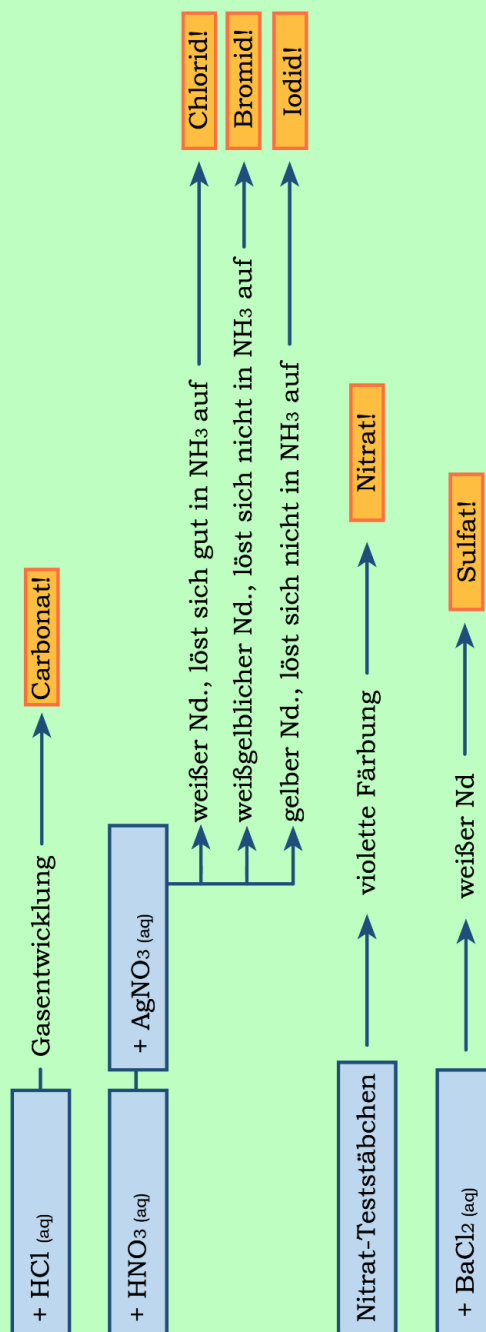 + HCl (aq)
Gasentwicklung
Carbonat!
+ HNO3 (aq)
+ AgNO3 (aq)
weißer Nd., löst sich gut in NH3 auf
Chlorid!
weißgelblicher Nd., löst sich nicht in NH3 auf
Bromid!
gelber Nd., löst sich nicht in NH3 auf
Iodid!
Nitrat-Teststäbchen
violette Färbung
Nitrat!
+ BaCl2 (aq)
weißer Nd
Sulfat!